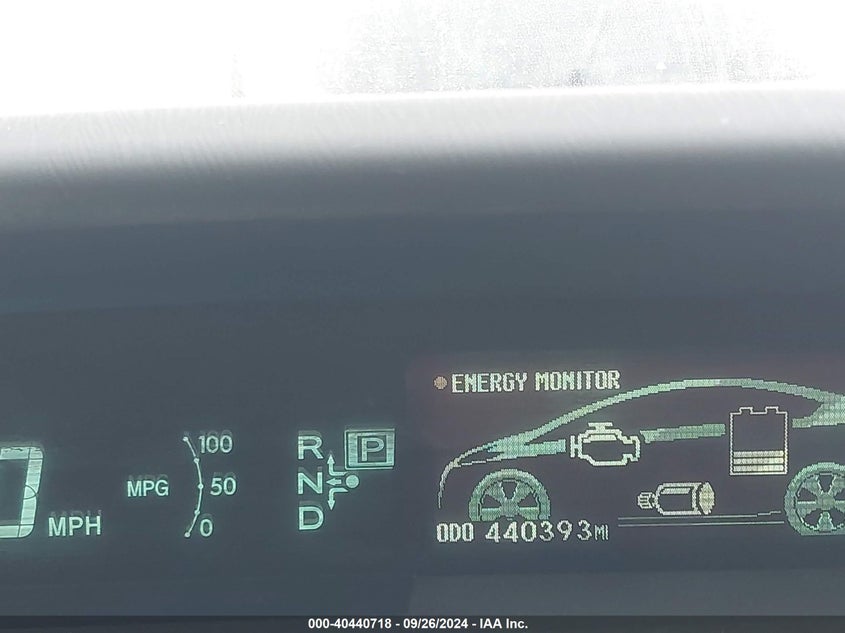 ENERGY MONITOR
100
R P
MPG 50
N
MPH 0
D
ODO 440393MI
000-40440718 - 09/26/2024 - IAA Inc.